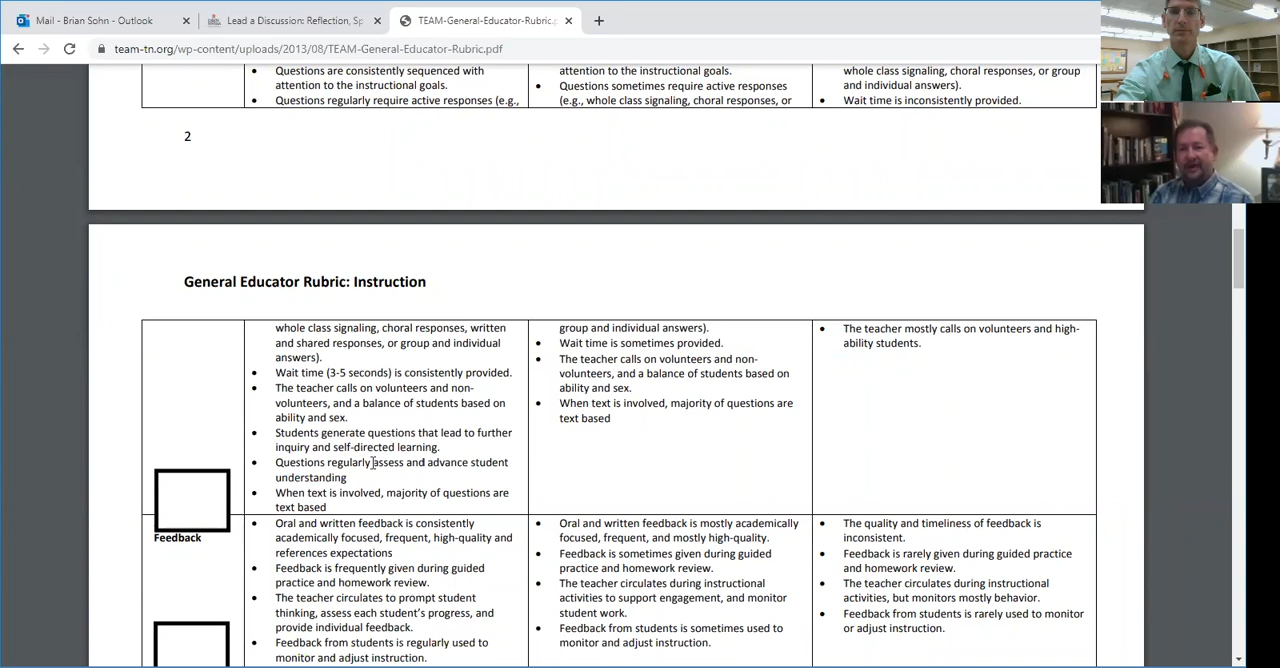 Mail - Brian Sohn - Outlook
Lead a Discussion: Reflection, Sp
TEAM-General-Educator-Rubric.p
team-tn.org/wp-content/uploads/2013/08/TEAM-General-Educator-Rubric.pdf
• Questions are consistently sequenced with
attention to the instructional goals.
• Questions regularly require active responses (e.g.,
attention to the instructional goals.
• Questions sometimes require active responses
(e.g., whole class signaling, choral responses, or
whole class signaling, choral responses, or group
and individual answers).
• Wait time is inconsistently provided.
2
General Educator Rubric: Instruction
whole class signaling, choral responses, written
and shared responses, or group and individual
answers).
• Wait time (3-5 seconds) is consistently provided.
• The teacher calls on volunteers and non-
volunteers, and a balance of students based on
ability and sex.
• Students generate questions that lead to further
inquiry and self-directed learning.
• Questions regularly assess and advance student
understanding
• When text is involved, majority of questions are
text based
group and individual answers).
• Wait time is sometimes provided.
• The teacher calls on volunteers and non-
volunteers, and a balance of students based on
ability and sex.
• When text is involved, majority of questions are
text based
• The teacher mostly calls on volunteers and high-
ability students.
Feedback
• Oral and written feedback is consistently
academically focused, frequent, high-quality and
references expectations
• Feedback is frequently given during guided
practice and homework review.
• The teacher circulates to prompt student
thinking, assess each student's progress, and
provide individual feedback.
• Feedback from students is regularly used to
monitor and adjust instruction.
• Oral and written feedback is mostly academically
focused, frequent, and mostly high-quality.
• Feedback is sometimes given during guided
practice and homework review.
• The teacher circulates during instructional
activities to support engagement, and monitor
student work.
• Feedback from students is sometimes used to
monitor and adjust instruction.
• The quality and timeliness of feedback is
inconsistent.
• Feedback is rarely given during guided practice
and homework review.
• The teacher circulates during instructional
activities, but monitors mostly behavior.
• Feedback from students is rarely used to monitor
or adjust instruction.